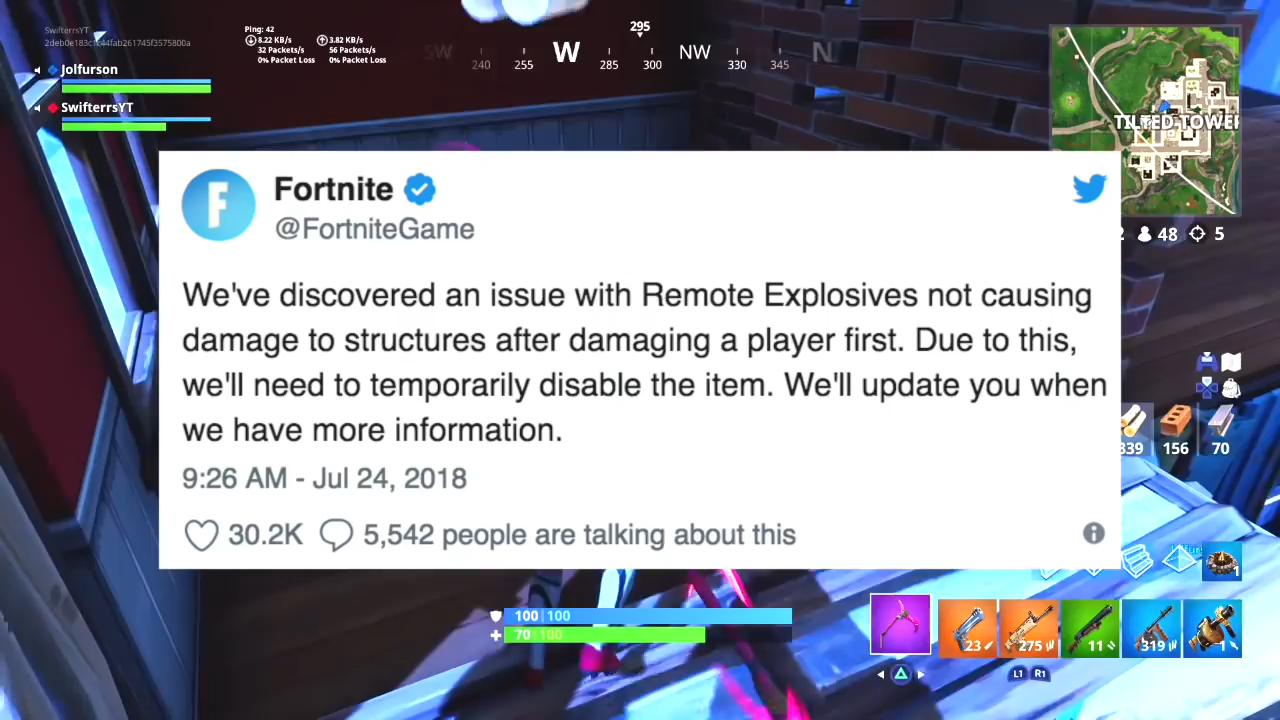 SwifterrsYT
Ping: 42
8.22 KB/s
3.82 KB/s
32 Packets/s
56 Packets/s
0% Packet Loss
0% Packet Loss
295
SW
240
255
W
285
300
NW
330
345
N
Jolfurson
SwifterrsYT
TILTED TOWE
48
5
Fortnite
@FortniteGame
We've discovered an issue with Remote Explosives not causing
damage to structures after damaging a player first. Due to this,
we'll need to temporarily disable the item. We'll update you when
we have more information.
9:26 AM - Jul 24, 2018
30.2K
5,542 people are talking about this
339
156
70
1
100 | 100
70 | 100
23
275
11
319
1
L1
R1